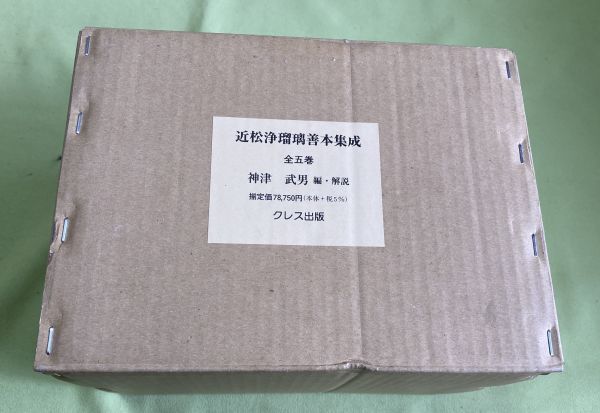 近松浄瑠璃善本集成
全五巻
神津 武男 編・解説
揃定価78,750円(本体+税5%)
クレス出版